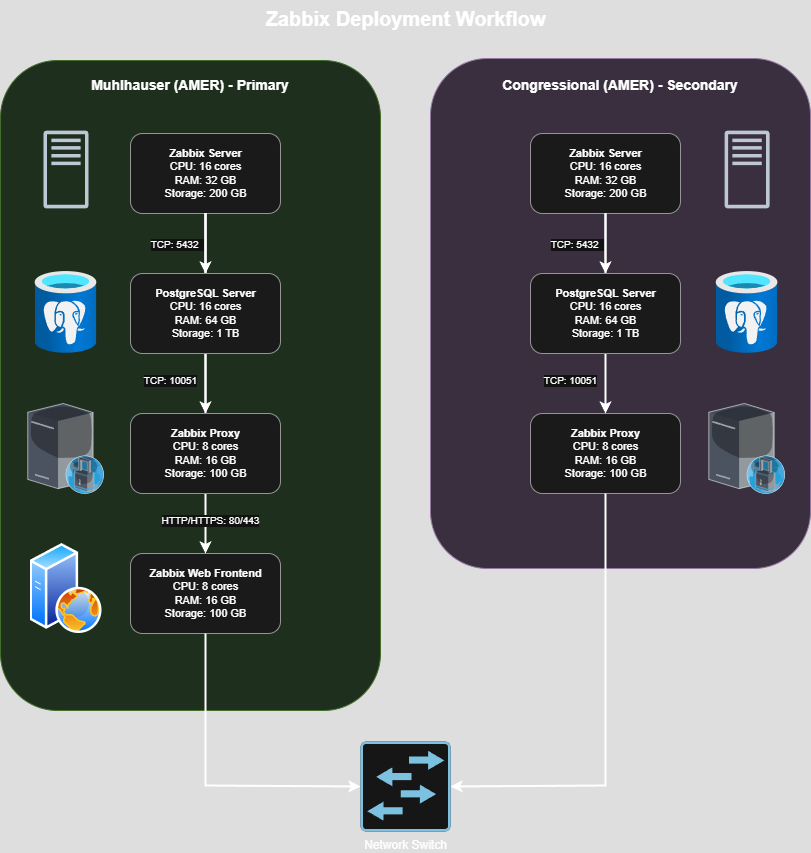 Zabbix Deployment Workflow
Muhlhauser (AMER) - Primary
Zabbix Server
CPU: 16 cores
RAM: 32 GB
Storage: 200 GB
TCP: 5432
PostgreSQL Server
CPU: 16 cores
RAM: 64 GB
Storage: 1 TB
TCP: 10051
Zabbix Proxy
CPU: 8 cores
RAM: 16 GB
Storage: 100 GB
HTTP/HTTPS: 80/443
Zabbix Web Frontend
CPU: 8 cores
RAM: 16 GB
Storage: 100 GB
Congressional (AMER) - Secondary
Zabbix Server
CPU: 16 cores
RAM: 32 GB
Storage: 200 GB
TCP: 5432
PostgreSQL Server
CPU: 16 cores
RAM: 64 GB
Storage: 1 TB
TCP: 10051
Zabbix Proxy
CPU: 8 cores
RAM: 16 GB
Storage: 100 GB
Network Switch